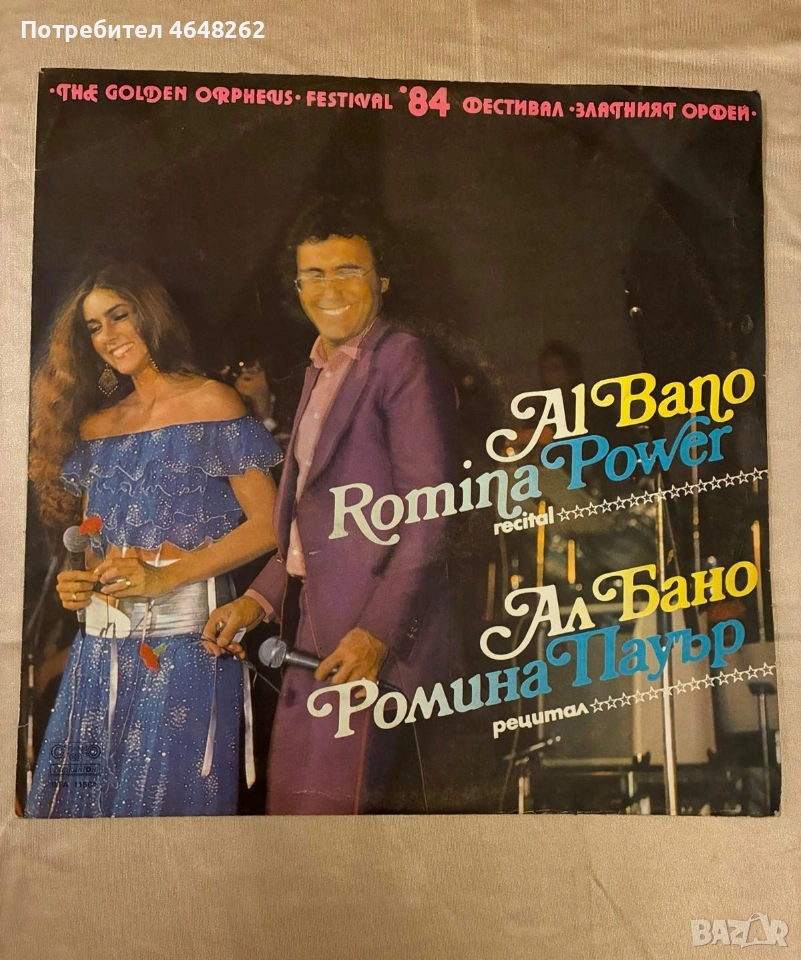 Потребител 4648262
·THE GOLDEN ORPHEUS· FESTIVAL '84 ФЕСТИВАЛ ·ЗЛАТНИЯТ ОРФЕЙ·
Al Bano
Romina Power
recital ☆☆☆☆☆☆☆☆☆☆☆☆☆☆☆☆
Ал Бано
Ромина Пауър
рецитал ☆☆☆☆☆☆☆☆☆☆☆☆☆☆
BAZAR